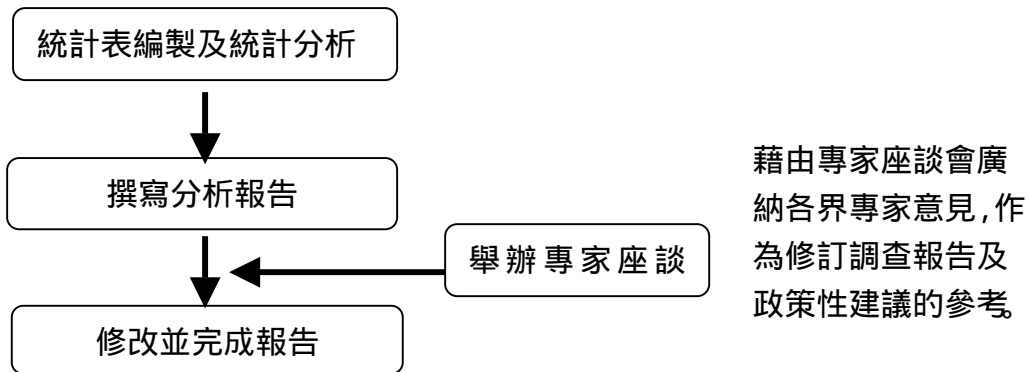 統計表編製及統計分析
撰寫分析報告
舉辦專家座談
修改並完成報告
藉由專家座談會廣
納各界專家意見,作
為修訂調查報告及
政策性建議的參考。